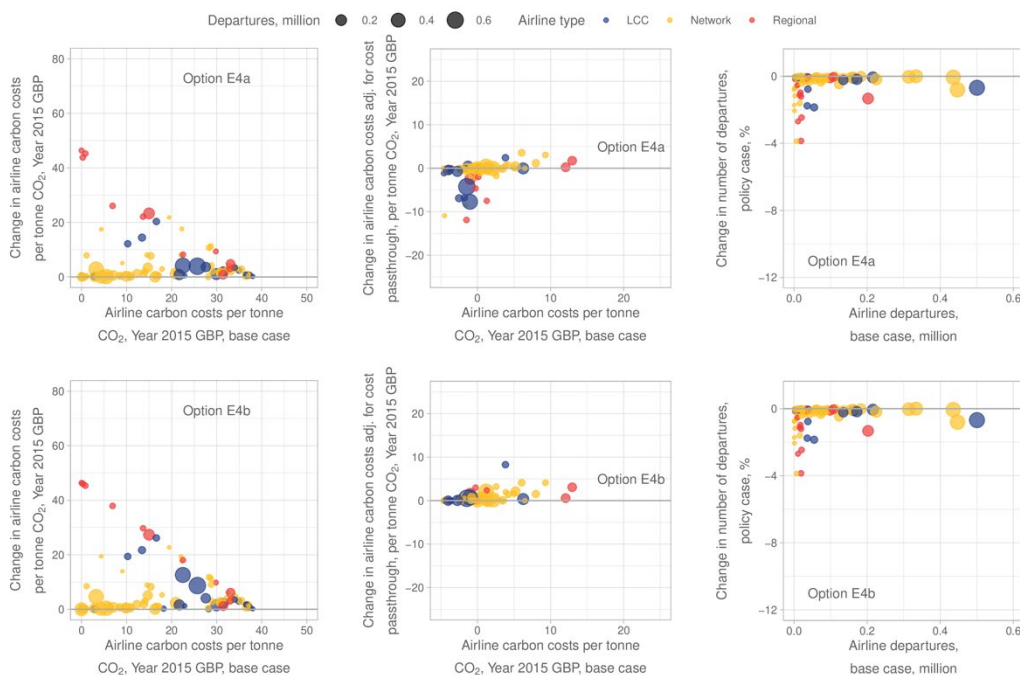 Departures, million 0.2 0.4 0.6 Airline type LCC Network Regional
Change in airline carbon costs
per tonne CO₂, Year 2015 GBP
80
60
40
20
0
Option E4a
0 10 20 30 40 50
Airline carbon costs per tonne
CO₂, Year 2015 GBP, base case
Change in airline carbon costs adj. for cost
passthrough, per tonne CO₂, Year 2015 GBP
20
10
0
−10
−20
Option E4a
0 10 20
Airline carbon costs per tonne
CO₂, Year 2015 GBP, base case
Change in number of departures,
policy case, %
0
−2
−4
−6
−8
−12
Option E4a
0.0 0.2 0.4 0.6
Airline departures,
base case, million
Change in airline carbon costs
per tonne CO₂, Year 2015 GBP
80
60
40
20
0
Option E4b
0 10 20 30 40 50
Airline carbon costs per tonne
CO₂, Year 2015 GBP, base case
Change in airline carbon costs adj. for cost
passthrough, per tonne CO₂, Year 2015 GBP
20
10
0
−10
−20
Option E4b
0 10 20
Airline carbon costs per tonne
CO₂, Year 2015 GBP, base case
Change in number of departures,
policy case, %
0
−2
−4
−6
−8
−12
Option E4b
0.0 0.2 0.4 0.6
Airline departures,
base case, million